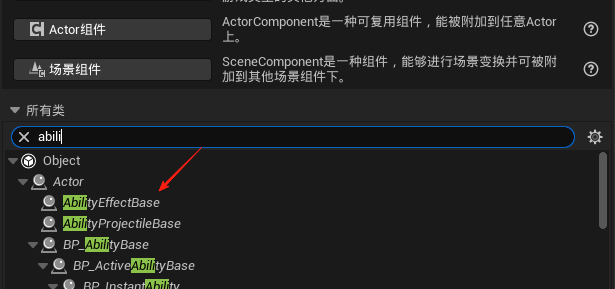 Actor组件
ActorComponent是一种可复用组件，能被附加到任意Actor
上。
场景组件
SceneComponent是一种组件，能够进行场景变换并可被附
加到其他场景组件下。
所有类
abili
Object
Actor
AbilityEffectBase
AbilityProjectileBase
BP_AbilityBase
BP_ActiveAbilityBase
BP_InstantAbility